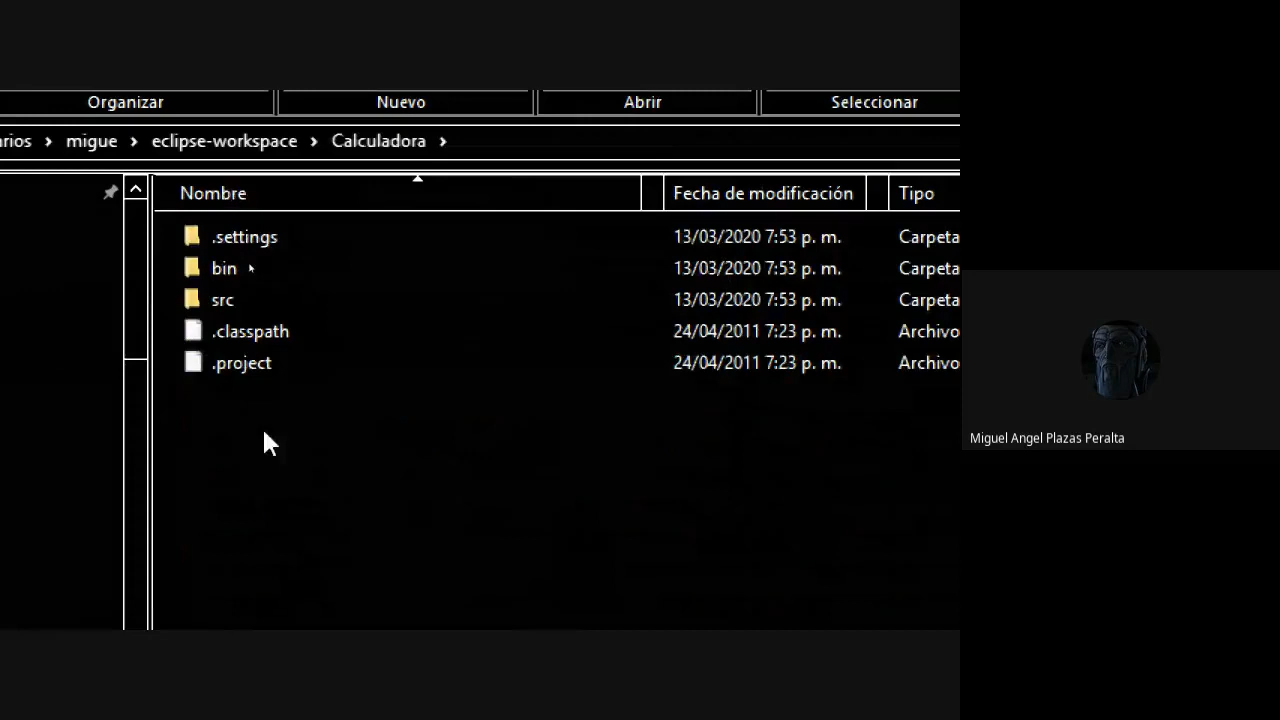 Organizar Nuevo Abrir Seleccionar
rios › migue › eclipse-workspace › Calculadora ›
Nombre Fecha de modificación Tipo
.settings 13/03/2020 7:53 p. m. Carpeta
bin 13/03/2020 7:53 p. m. Carpeta
src 13/03/2020 7:53 p. m. Carpeta
.classpath 24/04/2011 7:23 p. m. Archivo
.project 24/04/2011 7:23 p. m. Archivo
Miguel Angel Plazas Peralta